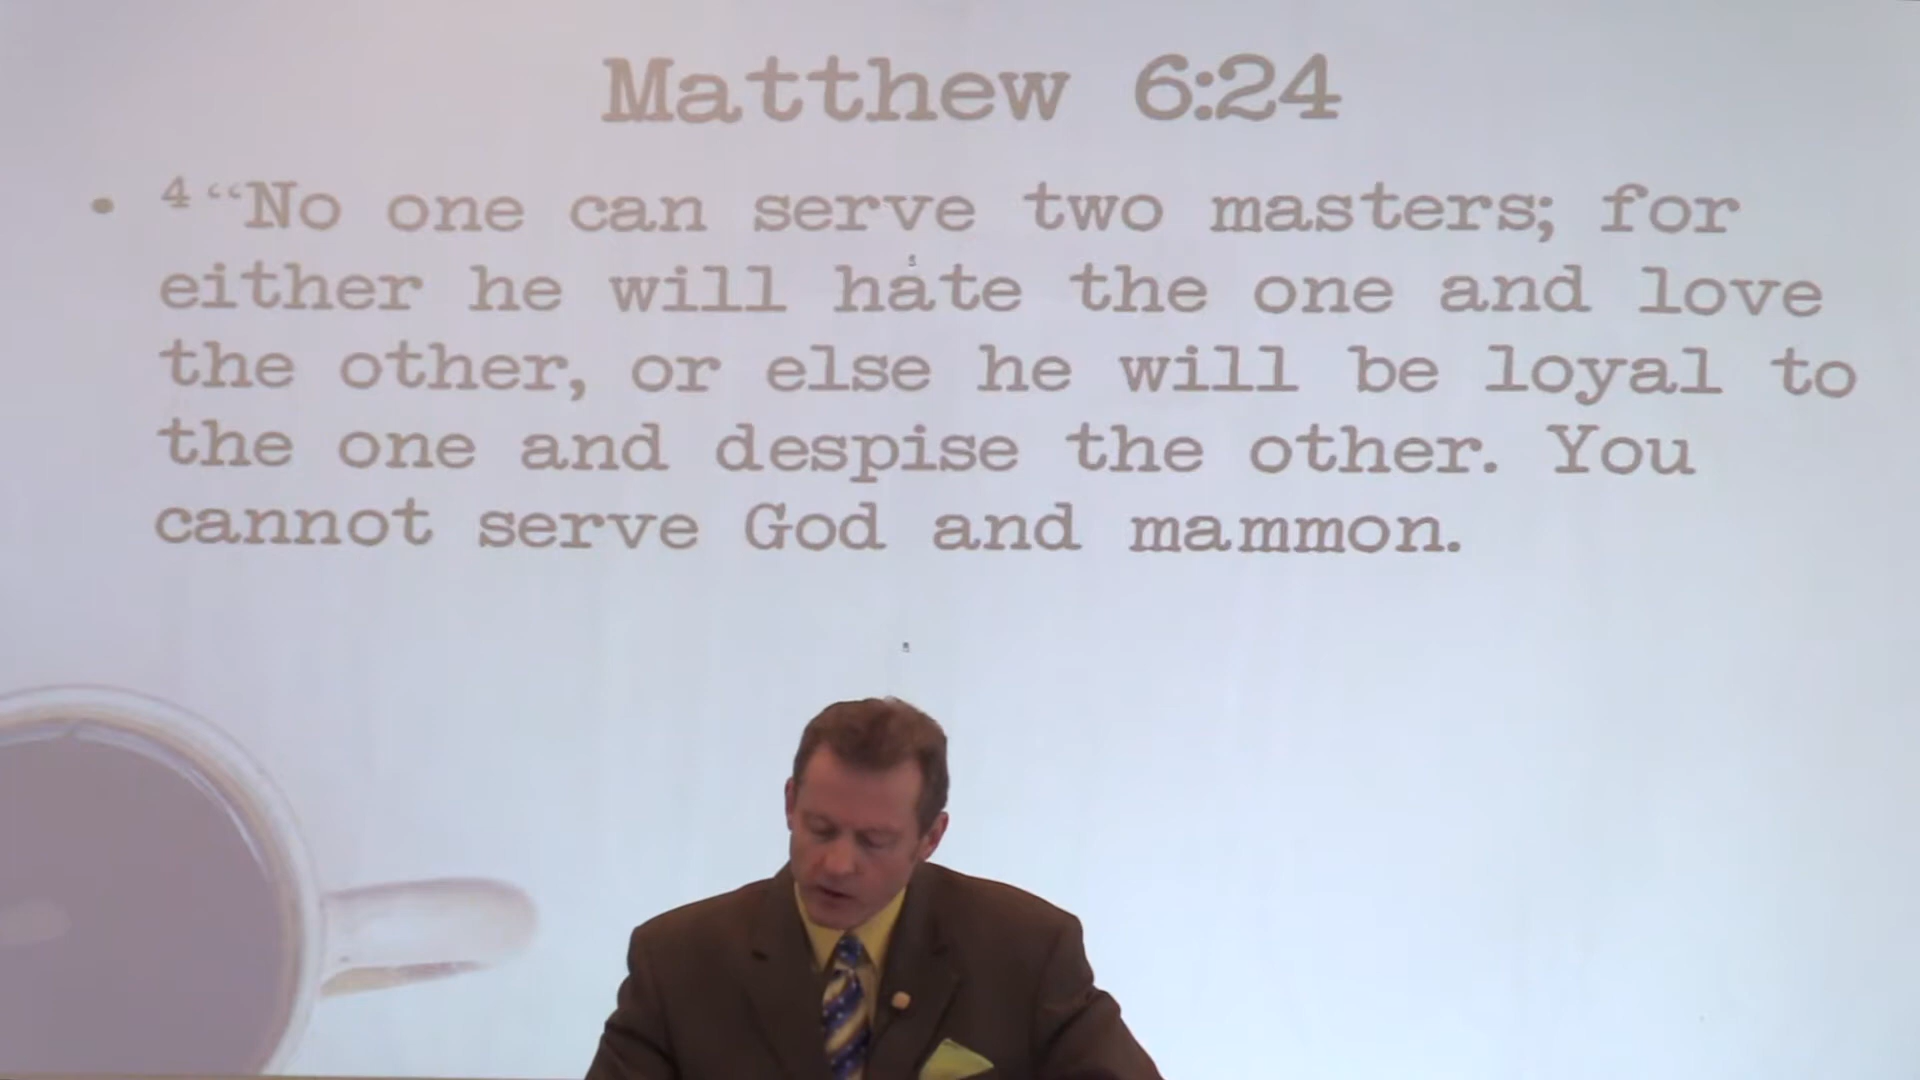 Matthew 6:24
• 4 “No one can serve two masters; for
either he will hate the one and love
the other, or else he will be loyal to
the one and despise the other. You
cannot serve God and mammon.